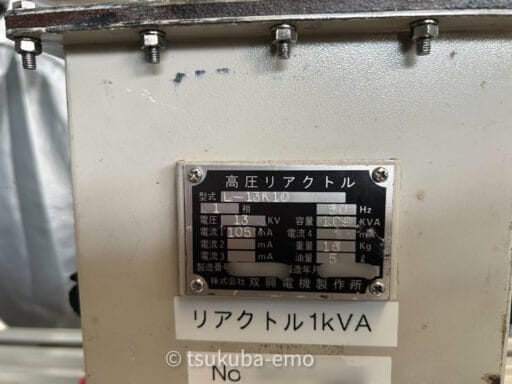 高圧リアクトル
型式 L-13K10
1 相 50 Hz
電圧 13 KV 容量 1.09 KVA
電流1 105 mA 電流4 mA
電流2 mA 重量 18 Kg
電流3 mA 油量 5 ℓ
製造番 製造年月
株式会社 双興電機製作所
リアクトル1kVA
© tsukuba-emo
No